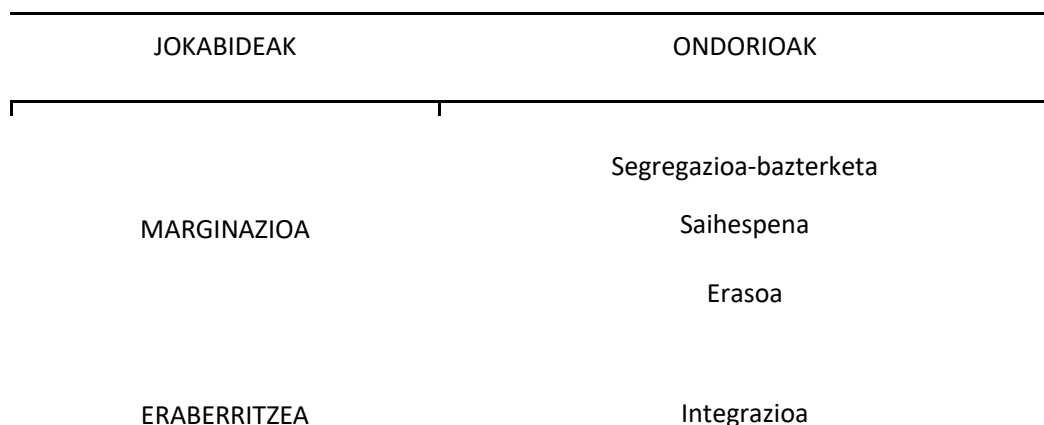 JOKABIDEAK ONDORIOAK
Segregazioa-bazterketa
MARGINAZIOA Saihespena
Erasoa
ERABERRITZEA Integrazioa